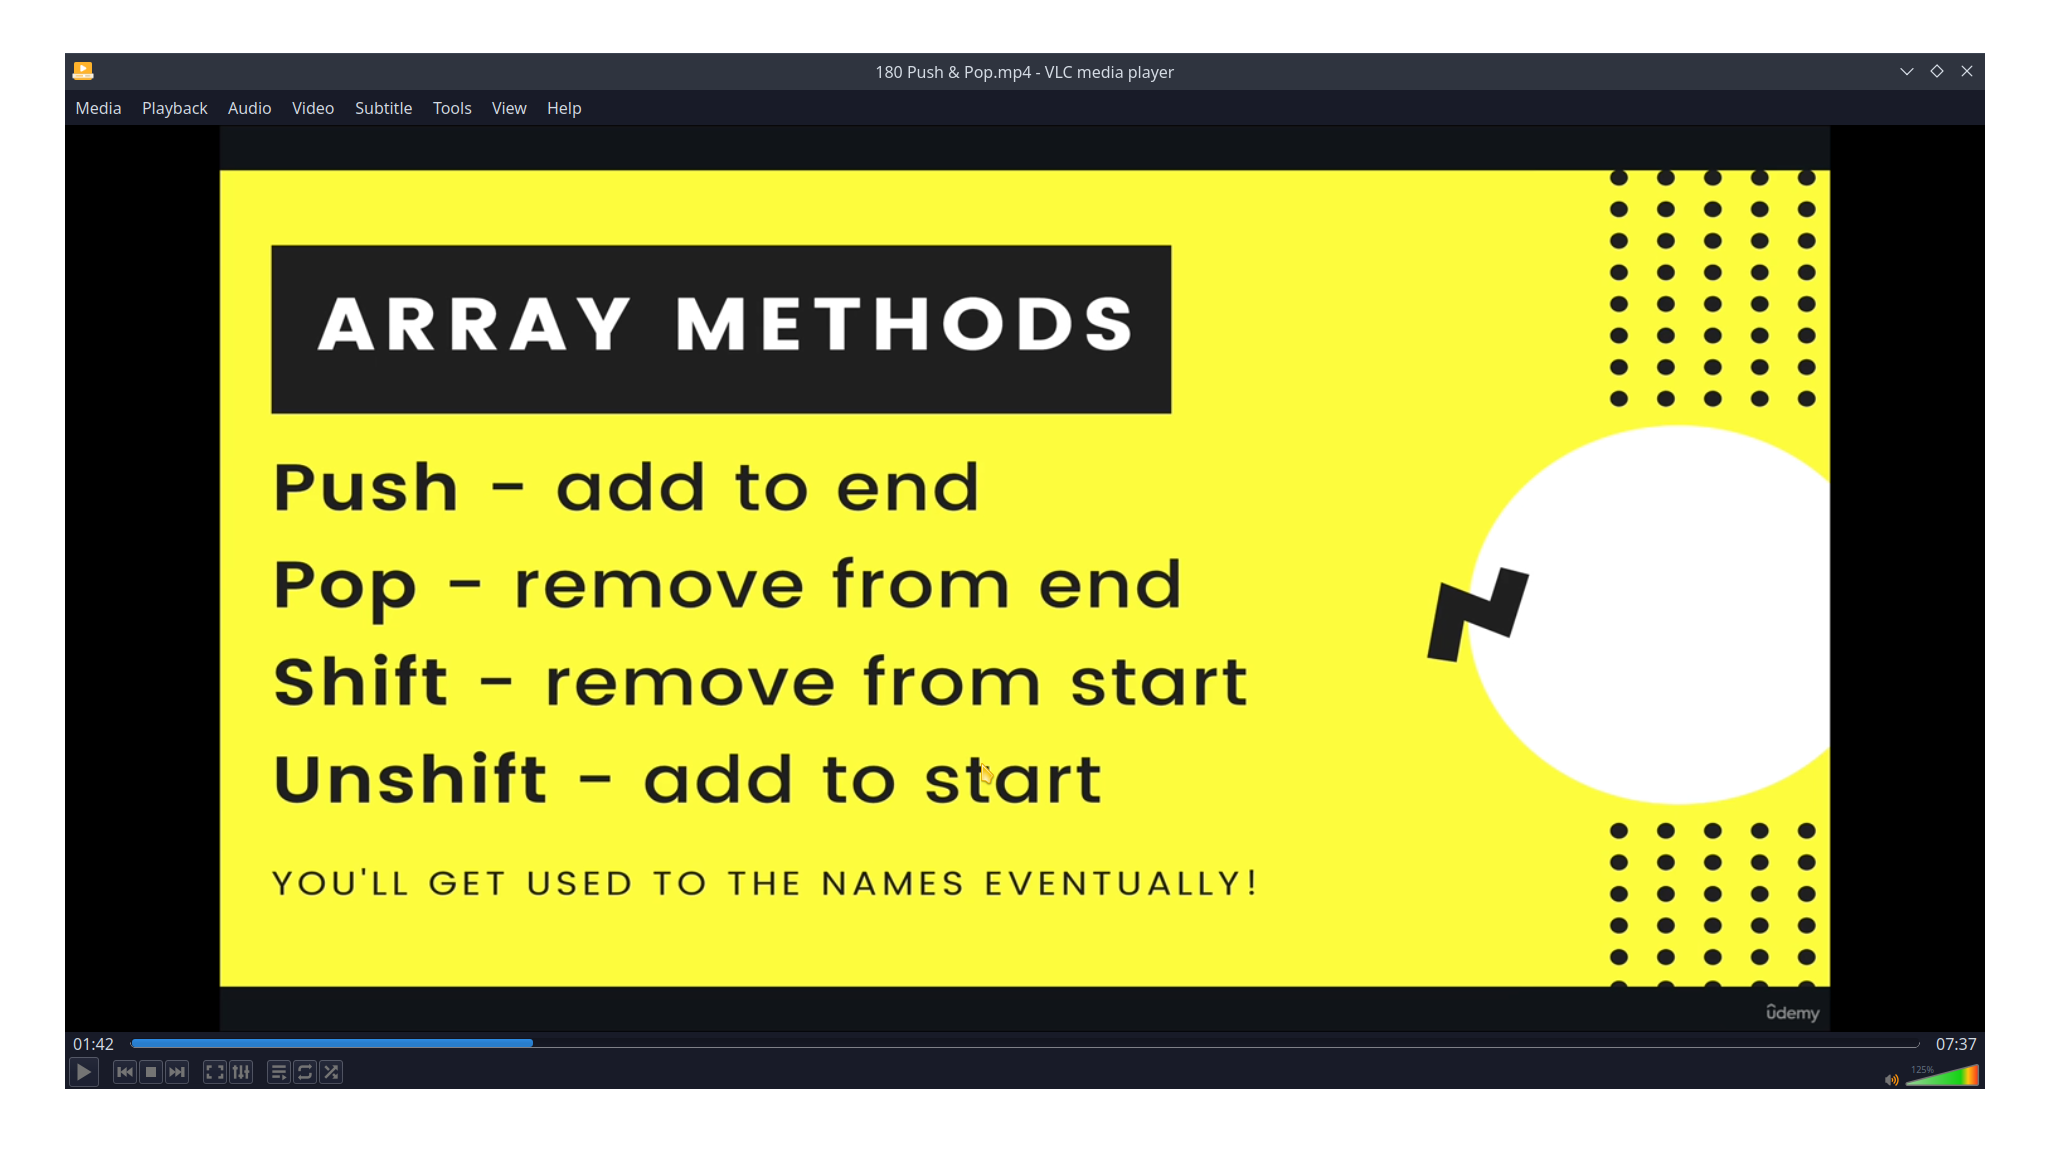 180 Push & Pop.mp4 - VLC media player
Media Playback Audio Video Subtitle Tools View Help
ARRAY METHODS
Push - add to end
Pop - remove from end
Shift - remove from start
Unshift - add to start
YOU'LL GET USED TO THE NAMES EVENTUALLY!
ûdemy
01:42 07:37
125%